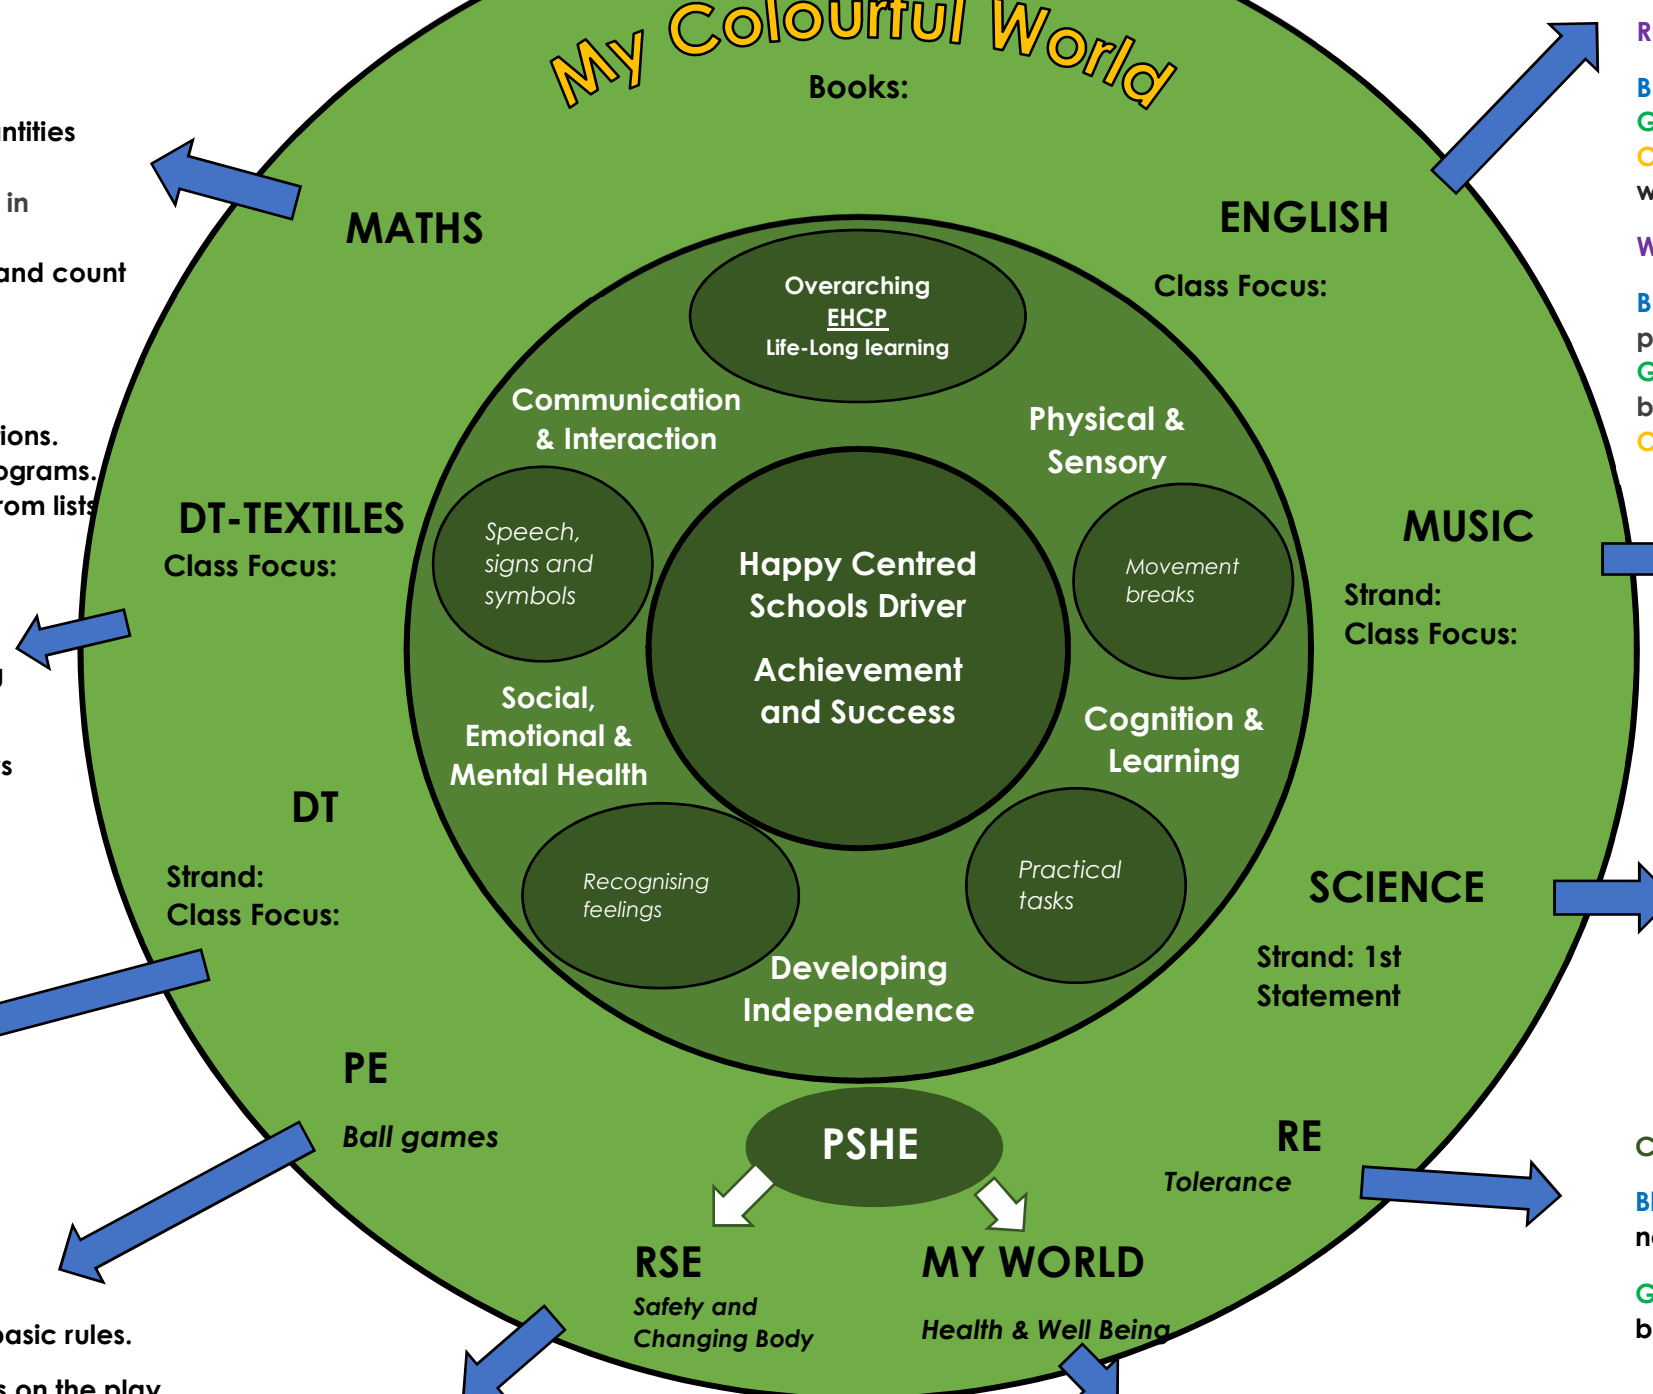 My Colourful World
Books:
MATHS
ENGLISH
Class Focus:
Overarching
EHCP
Life-Long learning
Communication
& Interaction
Physical &
Sensory
DT-TEXTILES
Class Focus:
Speech,
signs and
symbols
Happy Centred
Schools Driver
Achievement
and Success
Movement
breaks
MUSIC
Strand:
Class Focus:
Social,
Emotional &
Mental Health
Cognition &
Learning
DT
Strand:
Class Focus:
Recognising
feelings
Practical
tasks
SCIENCE
Strand: 1st
Statement
Developing
Independence
PE
Ball games
PSHE
RE
Tolerance
RSE
Safety and
Changing Body
MY WORLD
Health & Well Being
in
and count
lists
basic rules.
on the play